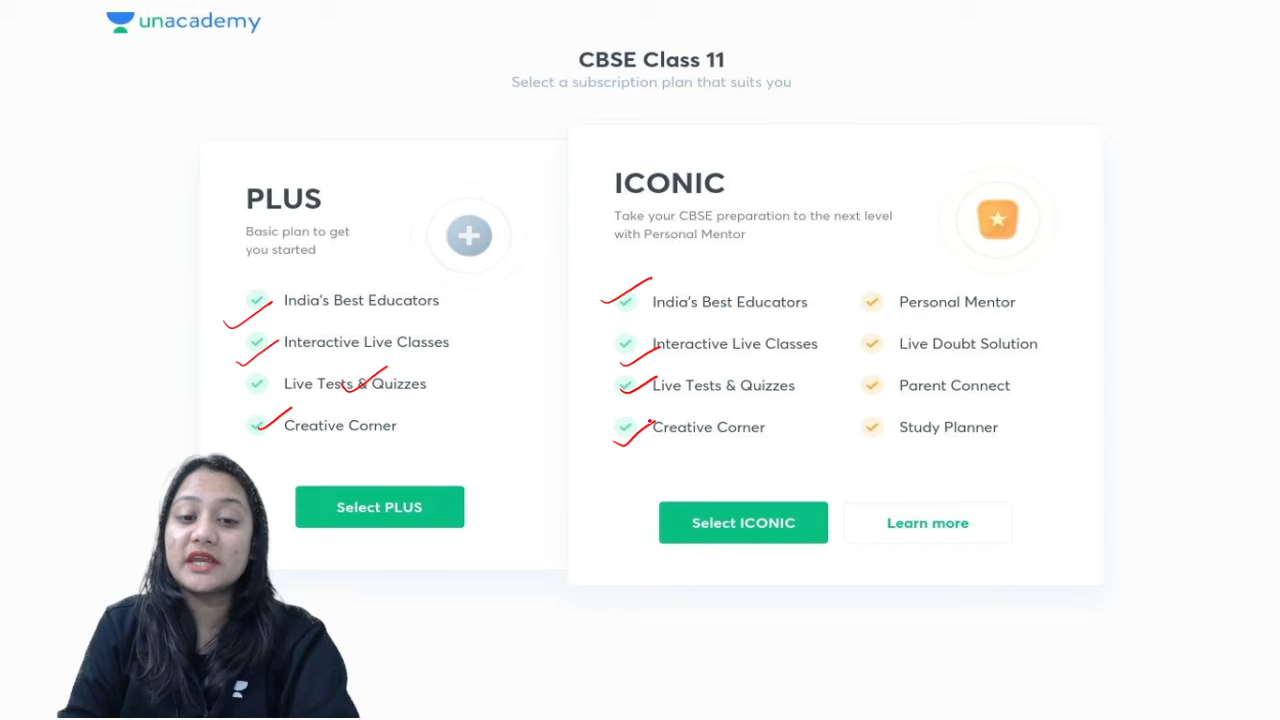 unacademy
CBSE Class 11
Select a subscription plan that suits you
PLUS
Basic plan to get
you started
India's Best Educators
Interactive Live Classes
Live Tests & Quizzes
Creative Corner
Select PLUS
ICONIC
Take your CBSE preparation to the next level
with Personal Mentor
India's Best Educators
Interactive Live Classes
Live Tests & Quizzes
Creative Corner
Personal Mentor
Live Doubt Solution
Parent Connect
Study Planner
Select ICONIC
Learn more